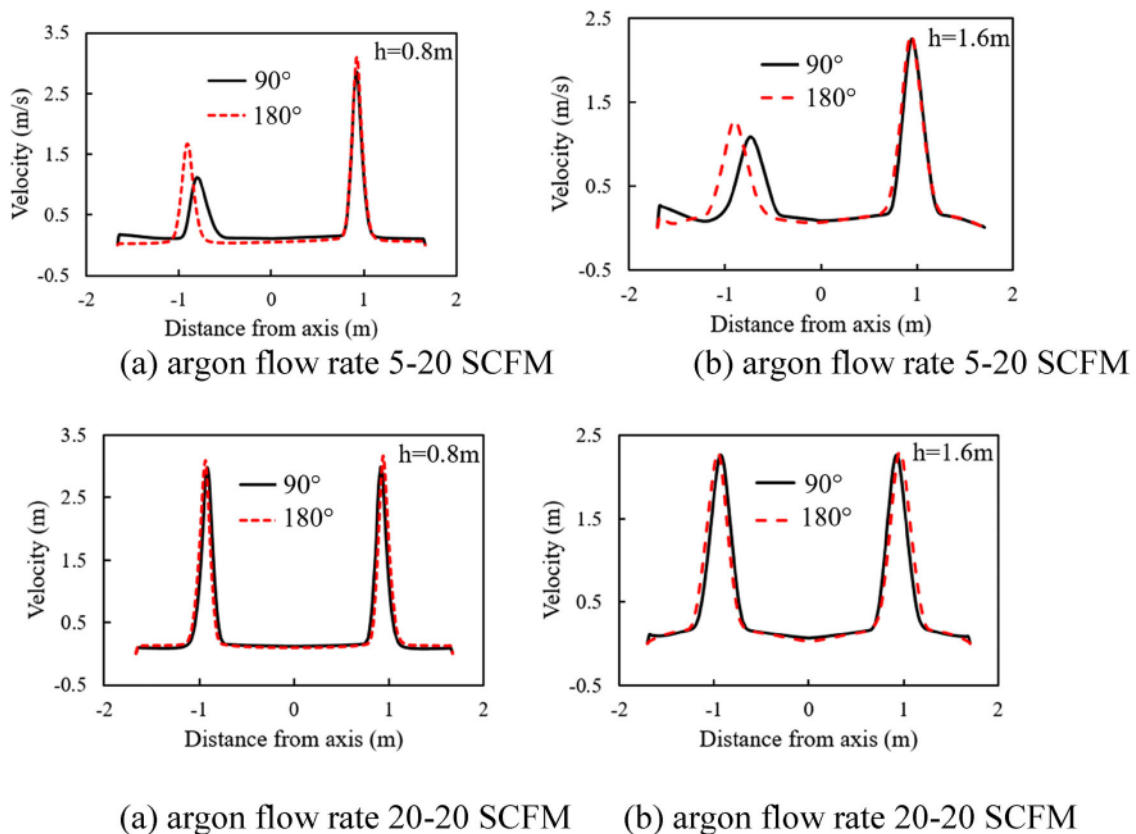 3.5
h=0.8m
2.5
1.5
0.5
-0.5
Velocity (m/s)
90°
180°
-2 -1 0 1 2
Distance from axis (m)
(a) argon flow rate 5-20 SCFM
2.5
h=1.6m
1.5
0.5
-0.5
Velocity (m/s)
90°
180°
-2 -1 0 1 2
Distance from axis (m)
(b) argon flow rate 5-20 SCFM
3.5
h=0.8m
2.5
1.5
0.5
-0.5
Velocity (m)
90°
180°
-2 -1 0 1 2
Distance from axis (m)
(a) argon flow rate 20-20 SCFM
2.5
h=1.6m
1.5
0.5
-0.5
Velocity (m)
90°
180°
-2 -1 0 1 2
Distance from axis (m)
(b) argon flow rate 20-20 SCFM